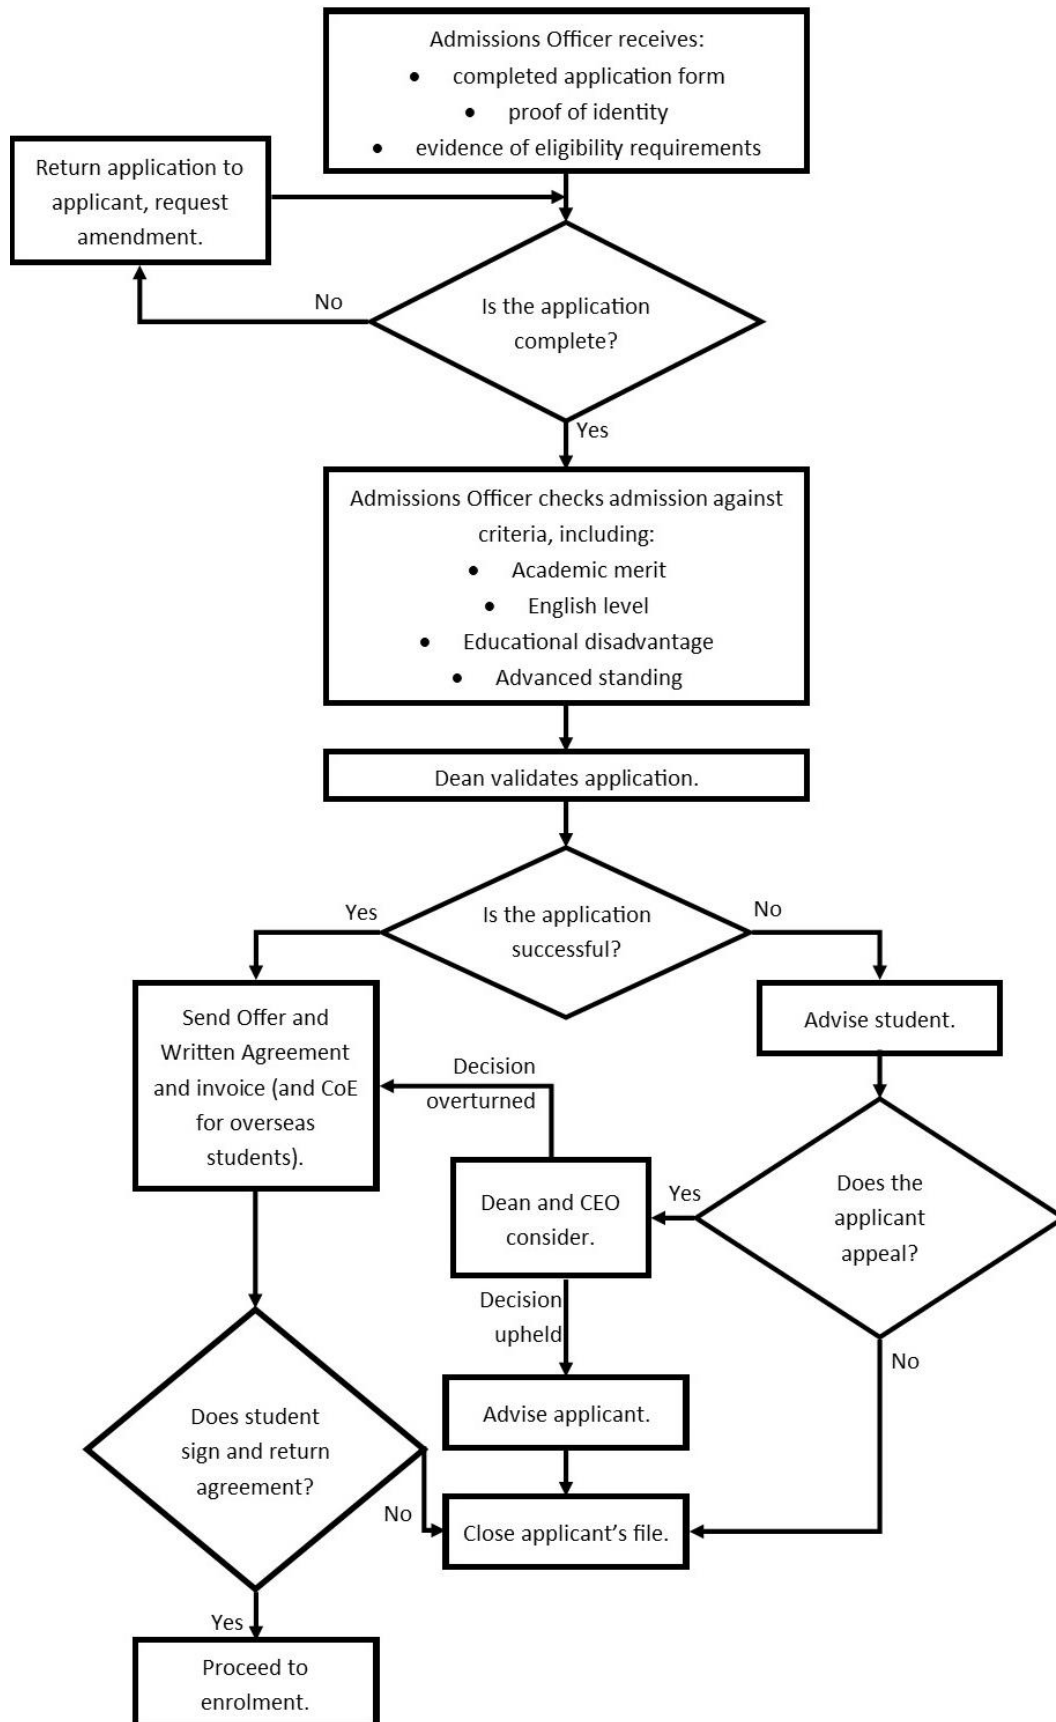 Admissions Officer receives:
• completed application form
• proof of identity
• evidence of eligibility requirements
Return application to
applicant, request
amendment.
No
Is the application
complete?
Yes
Admissions Officer checks admission against
criteria, including:
• Academic merit
• English level
• Educational disadvantage
• Advanced standing
Dean validates application.
Yes
Is the application
successful?
No
Send Offer and
Written Agreement
and invoice (and CoE
for overseas
students).
Advise student.
Decision
overturned
Dean and CEO
consider.
Yes
Does the
applicant
appeal?
Decision
upheld
No
Advise applicant.
Does student
sign and return
agreement?
No
Close applicant’s file.
Yes
Proceed to
enrolment.